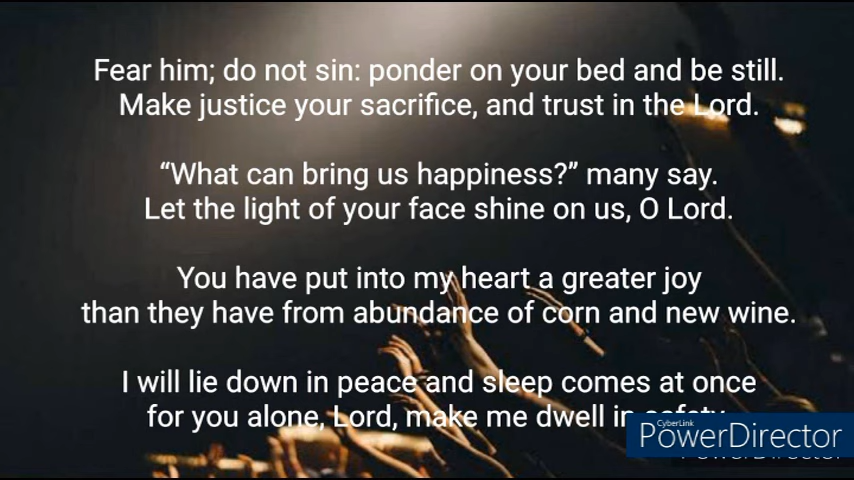 Fear him; do not sin: ponder on your bed and be still.
Make justice your sacrifice, and trust in the Lord.
“What can bring us happiness?” many say.
Let the light of your face shine on us, O Lord.
You have put into my heart a greater joy
than they have from abundance of corn and new wine.
I will lie down in peace and sleep comes at once
for you alone, Lord, make me dwell in safety
CyberLink
PowerDirector
PowerDirector